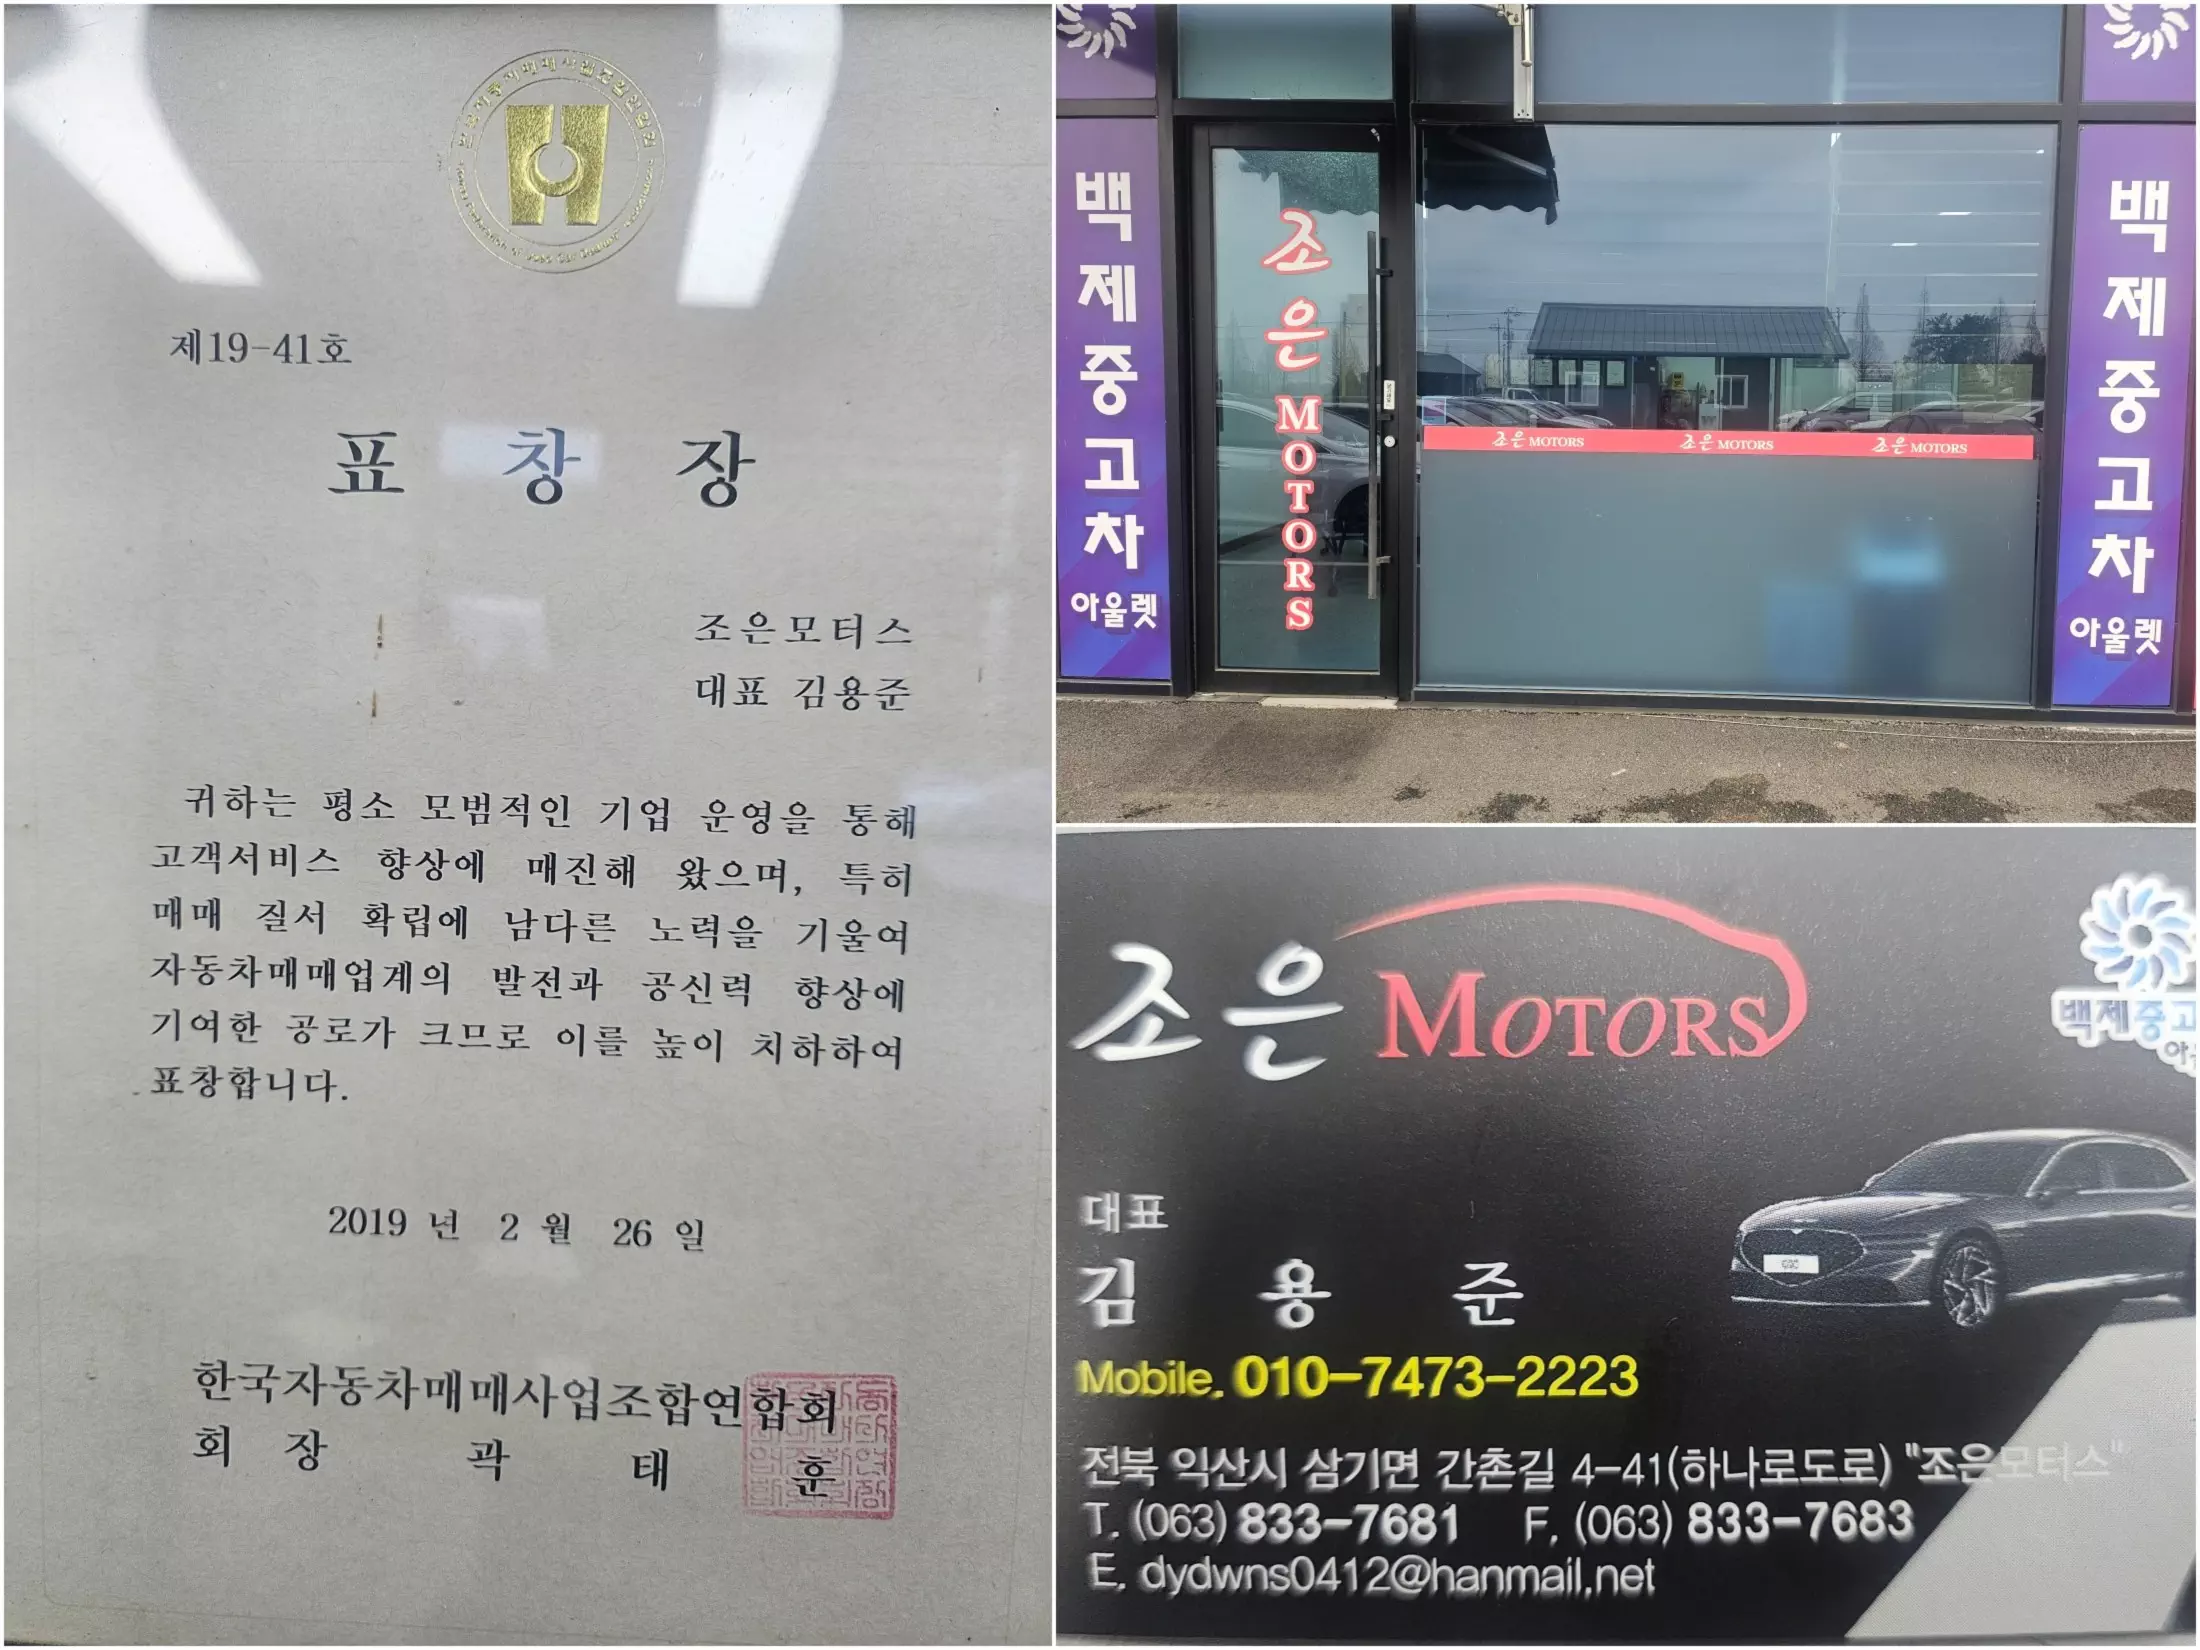 제19-41호
표 창 장
조은모터스
대표 김용준
귀하는 평소 모범적인 기업 운영을 통해
고객서비스 향상에 매진해 왔으며, 특히
매매 질서 확립에 남다른 노력을 기울여
자동차매매업계의 발전과 공신력 향상에
기여한 공로가 크므로 이를 높이 치하하여
표창합니다.
2019 년 2 월 26 일
한국자동차매매사업조합연합회
회 장 곽 태 훈
백제중고차
아울렛
조은 MOTORS
조은 MOTORS
조은 MOTORS
조은 MOTORS
백제중고차
아울렛
조은 MOTORS
백제중고
대표
김 용 준
Mobile. 010-7473-2223
전북 익산시 삼기면 간촌길 4-41(하나로도로) "조은모터스"
T. (063) 833-7681 F. (063) 833-7683
E. dydwns0412@hanmail.net